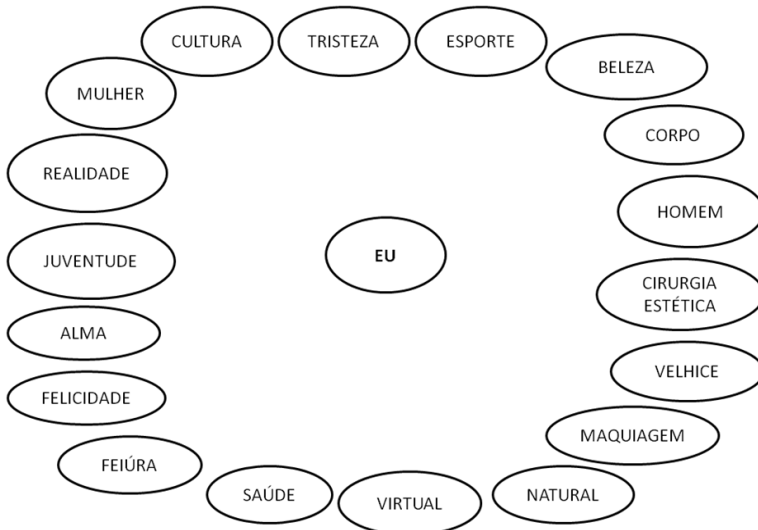 CULTURA
TRISTEZA
ESPORTE
BELEZA
MULHER
CORPO
REALIDADE
HOMEM
EU
JUVENTUDE
CIRURGIA
ESTÉTICA
ALMA
VELHICE
FELICIDADE
MAQUIAGEM
FEIÚRA
SAÚDE
VIRTUAL
NATURAL